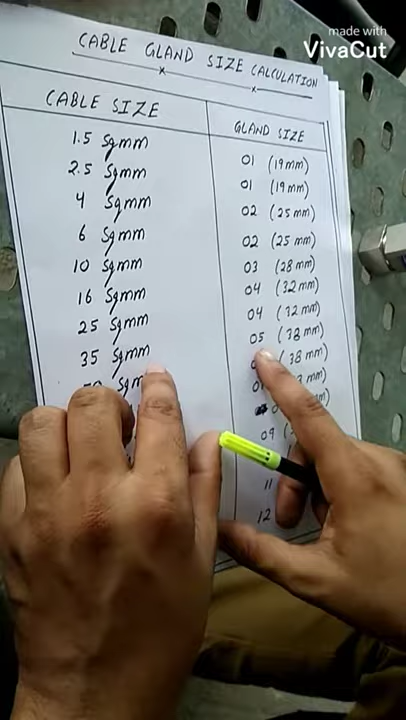 made with
VivaCut
CABLE GLAND SIZE CALCULATION
CABLE SIZE GLAND SIZE
1.5 Sqmm 01 (19mm)
2.5 Sqmm 01 (19mm)
4 Sqmm 02 (25mm)
6 Sqmm 02 (25mm)
10 Sqmm 03 (28mm)
16 Sqmm 04 (32mm)
25 Sqmm 04 (32mm)
35 Sqmm 05 (38mm)
(38mm)
mm)
09
11
12